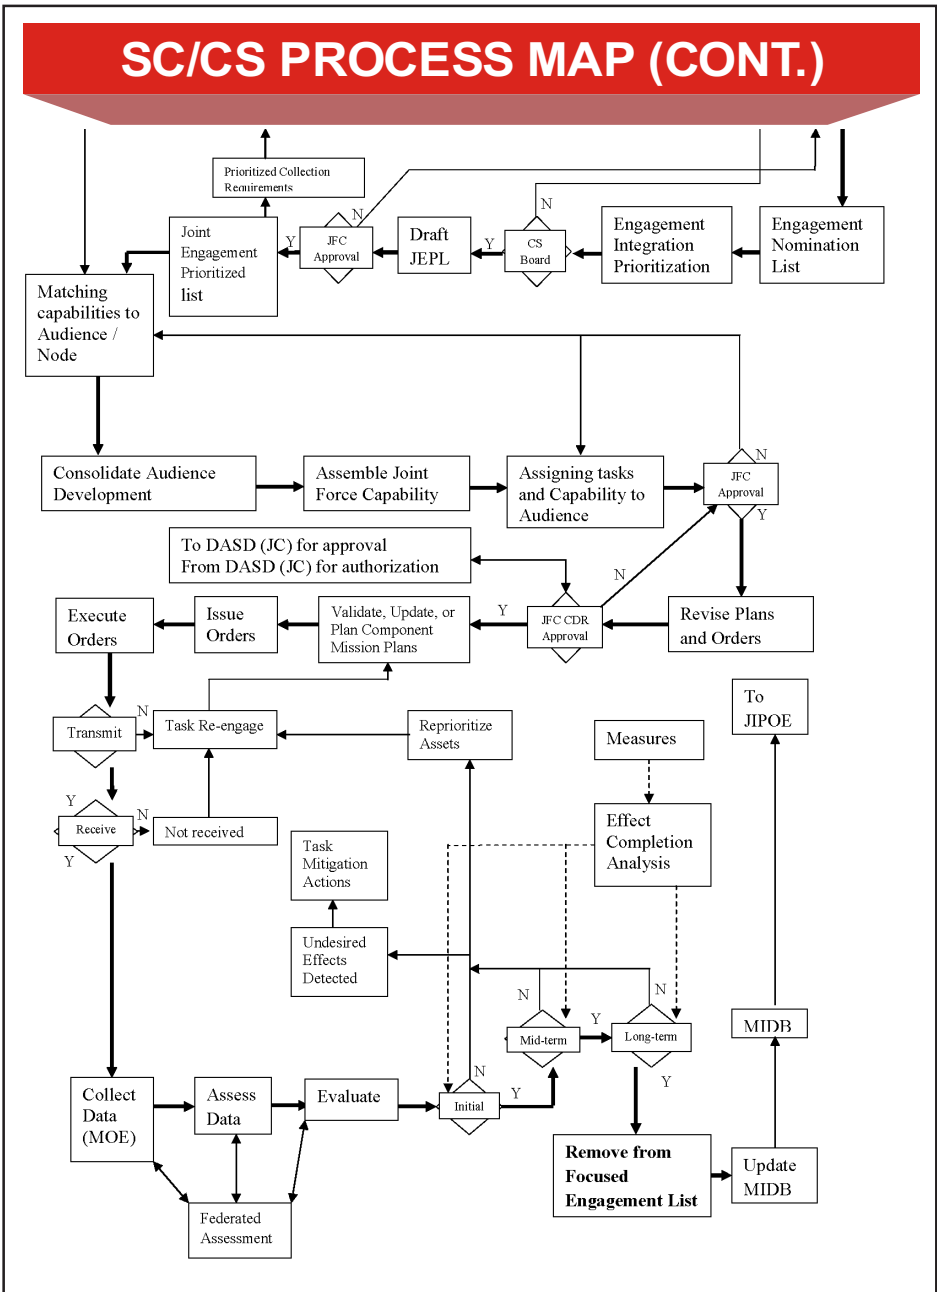 SC/CS PROCESS MAP (CONT.)
Prioritized Collection
Requirements
N
N
Joint
Engagement
Prioritized
list
Y
JFC
Approval
Draft
JEPL
Y
CS
Board
Engagement
Integration
Prioritization
Engagement
Nomination
List
Matching
capabilities to
Audience /
Node
N
Consolidate Audience
Development
Assemble Joint
Force Capability
Assigning tasks
and Capability to
Audience
JFC
Approval
Y
To DASD (JC) for approval
From DASD (JC) for authorization
N
Execute
Orders
Issue
Orders
Validate, Update, or
Plan Component
Mission Plans
Y
JFC CDR
Approval
Revise Plans
and Orders
To
JIPOE
Transmit
N
Task Re-engage
Reprioritize
Assets
Measures
Y
Receive
N
Y
Not received
Task
Mitigation
Actions
Effect
Completion
Analysis
Undesired
Effects
Detected
N
N
Mid-term
Y
Long-term
Y
MIDB
Collect
Data
(MOE)
Assess
Data
Evaluate
N
Initial
Y
Remove from
Focused
Engagement List
Update
MIDB
Federated
Assessment